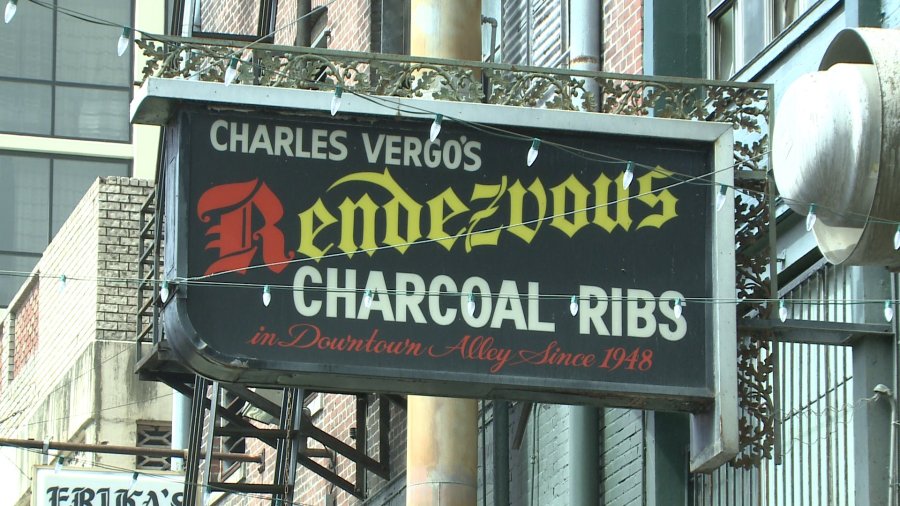 CHARLES VERGO'S
Rendezvous
CHARCOAL RIBS
in Downtown Alley Since 1948
ERIKA'S